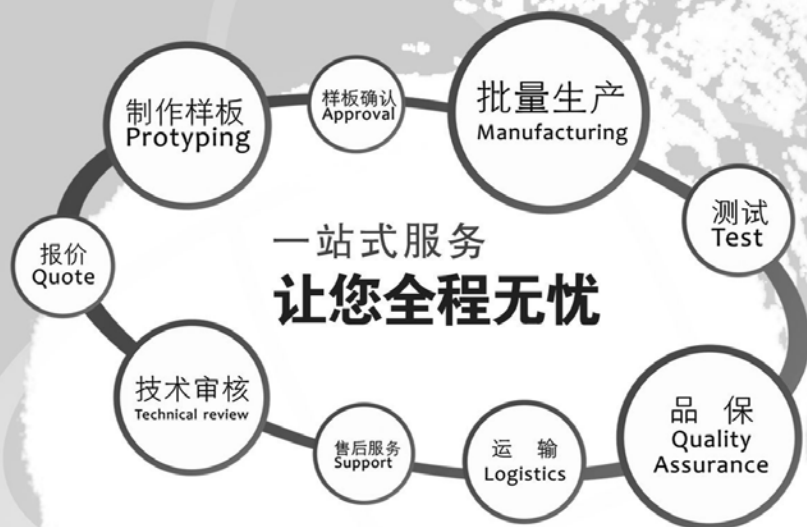 制作样板
Protyping
样板确认
Approval
批量生产
Manufacturing
测试
Test
报价
Quote
一站式服务
让您全程无忧
技术审核
Technical review
售后服务
Support
运 输
Logistics
品 保
Quality
Assurance